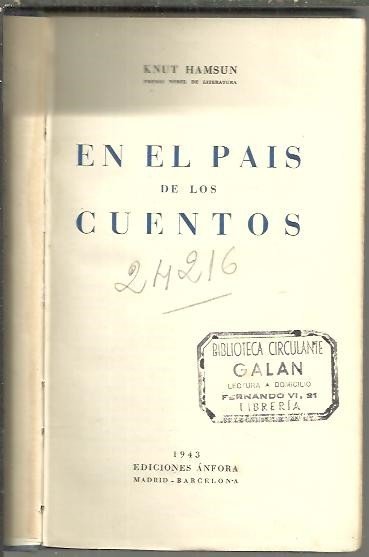 KNUT HAMSUN
PREMIO NOBEL DE LITERATURA
EN EL PAIS
DE LOS
CUENTOS
24216
BIBLIOTECA CIRCULANTE
GALAN
LECTURA A DOMICILIO
FERNANDO VI, 21
LIBRERÍA
1943
EDICIONES ÁNFORA
MADRID - BARCELONA